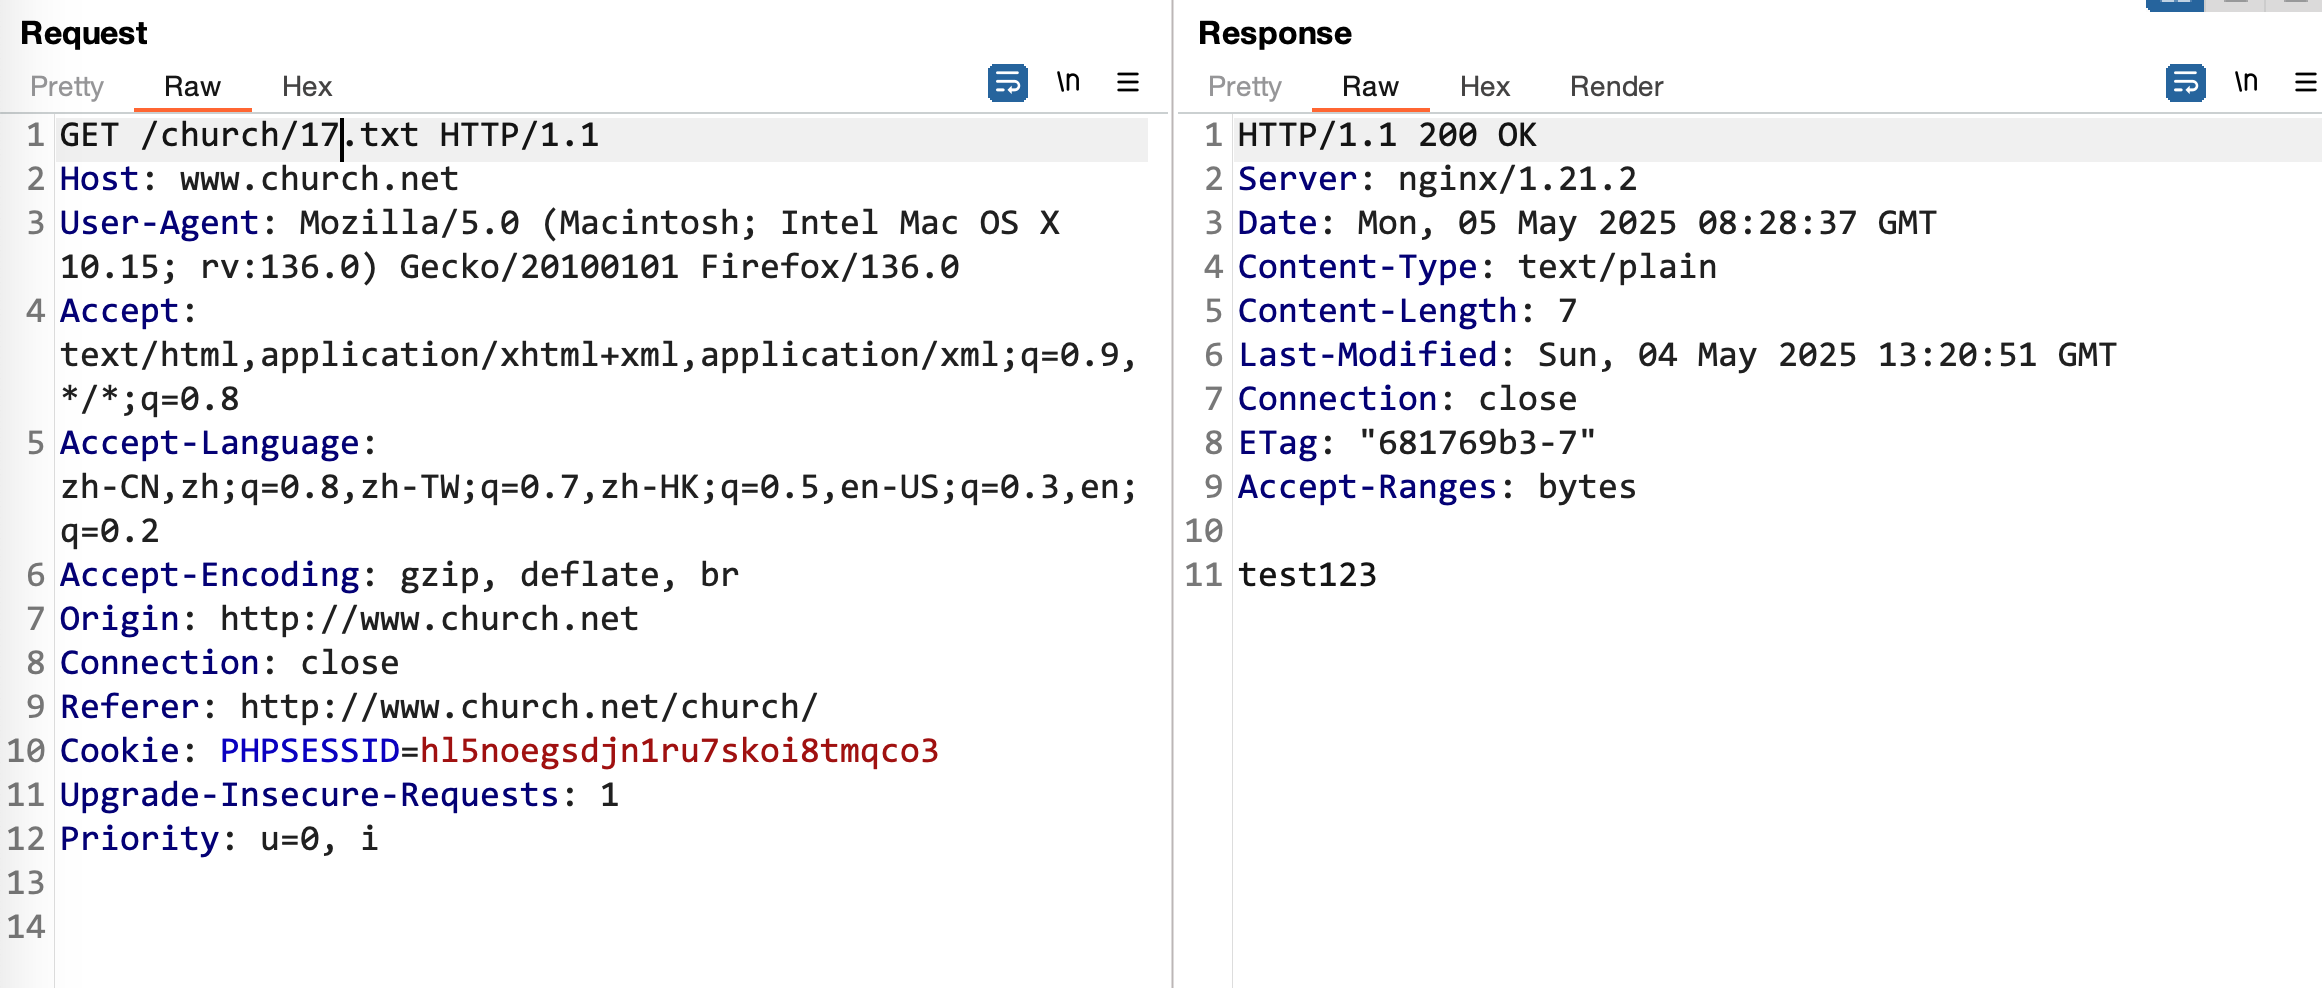 Request
Pretty Raw Hex \n
1 GET /church/17.txt HTTP/1.1
2 Host: www.church.net
3 User-Agent: Mozilla/5.0 (Macintosh; Intel Mac OS X
10.15; rv:136.0) Gecko/20100101 Firefox/136.0
4 Accept:
text/html,application/xhtml+xml,application/xml;q=0.9,
*/*;q=0.8
5 Accept-Language:
zh-CN,zh;q=0.8,zh-TW;q=0.7,zh-HK;q=0.5,en-US;q=0.3,en;
q=0.2
6 Accept-Encoding: gzip, deflate, br
7 Origin: http://www.church.net
8 Connection: close
9 Referer: http://www.church.net/church/
10 Cookie: PHPSESSID=hl5noegsdjn1ru7skoi8tmqco3
11 Upgrade-Insecure-Requests: 1
12 Priority: u=0, i
13
14
Response
Pretty Raw Hex Render \n
1 HTTP/1.1 200 OK
2 Server: nginx/1.21.2
3 Date: Mon, 05 May 2025 08:28:37 GMT
4 Content-Type: text/plain
5 Content-Length: 7
6 Last-Modified: Sun, 04 May 2025 13:20:51 GMT
7 Connection: close
8 ETag: "681769b3-7"
9 Accept-Ranges: bytes
10
11 test123